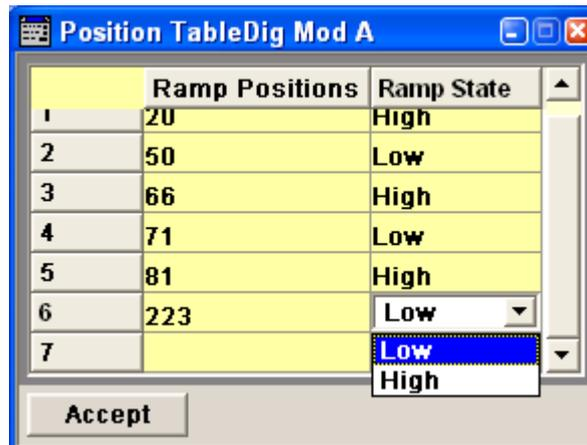 Position TableDig Mod A
Ramp Positions Ramp State
1 20 High
2 50 Low
3 66 High
4 71 Low
5 81 High
6 223 Low
7 Low
High
Accept